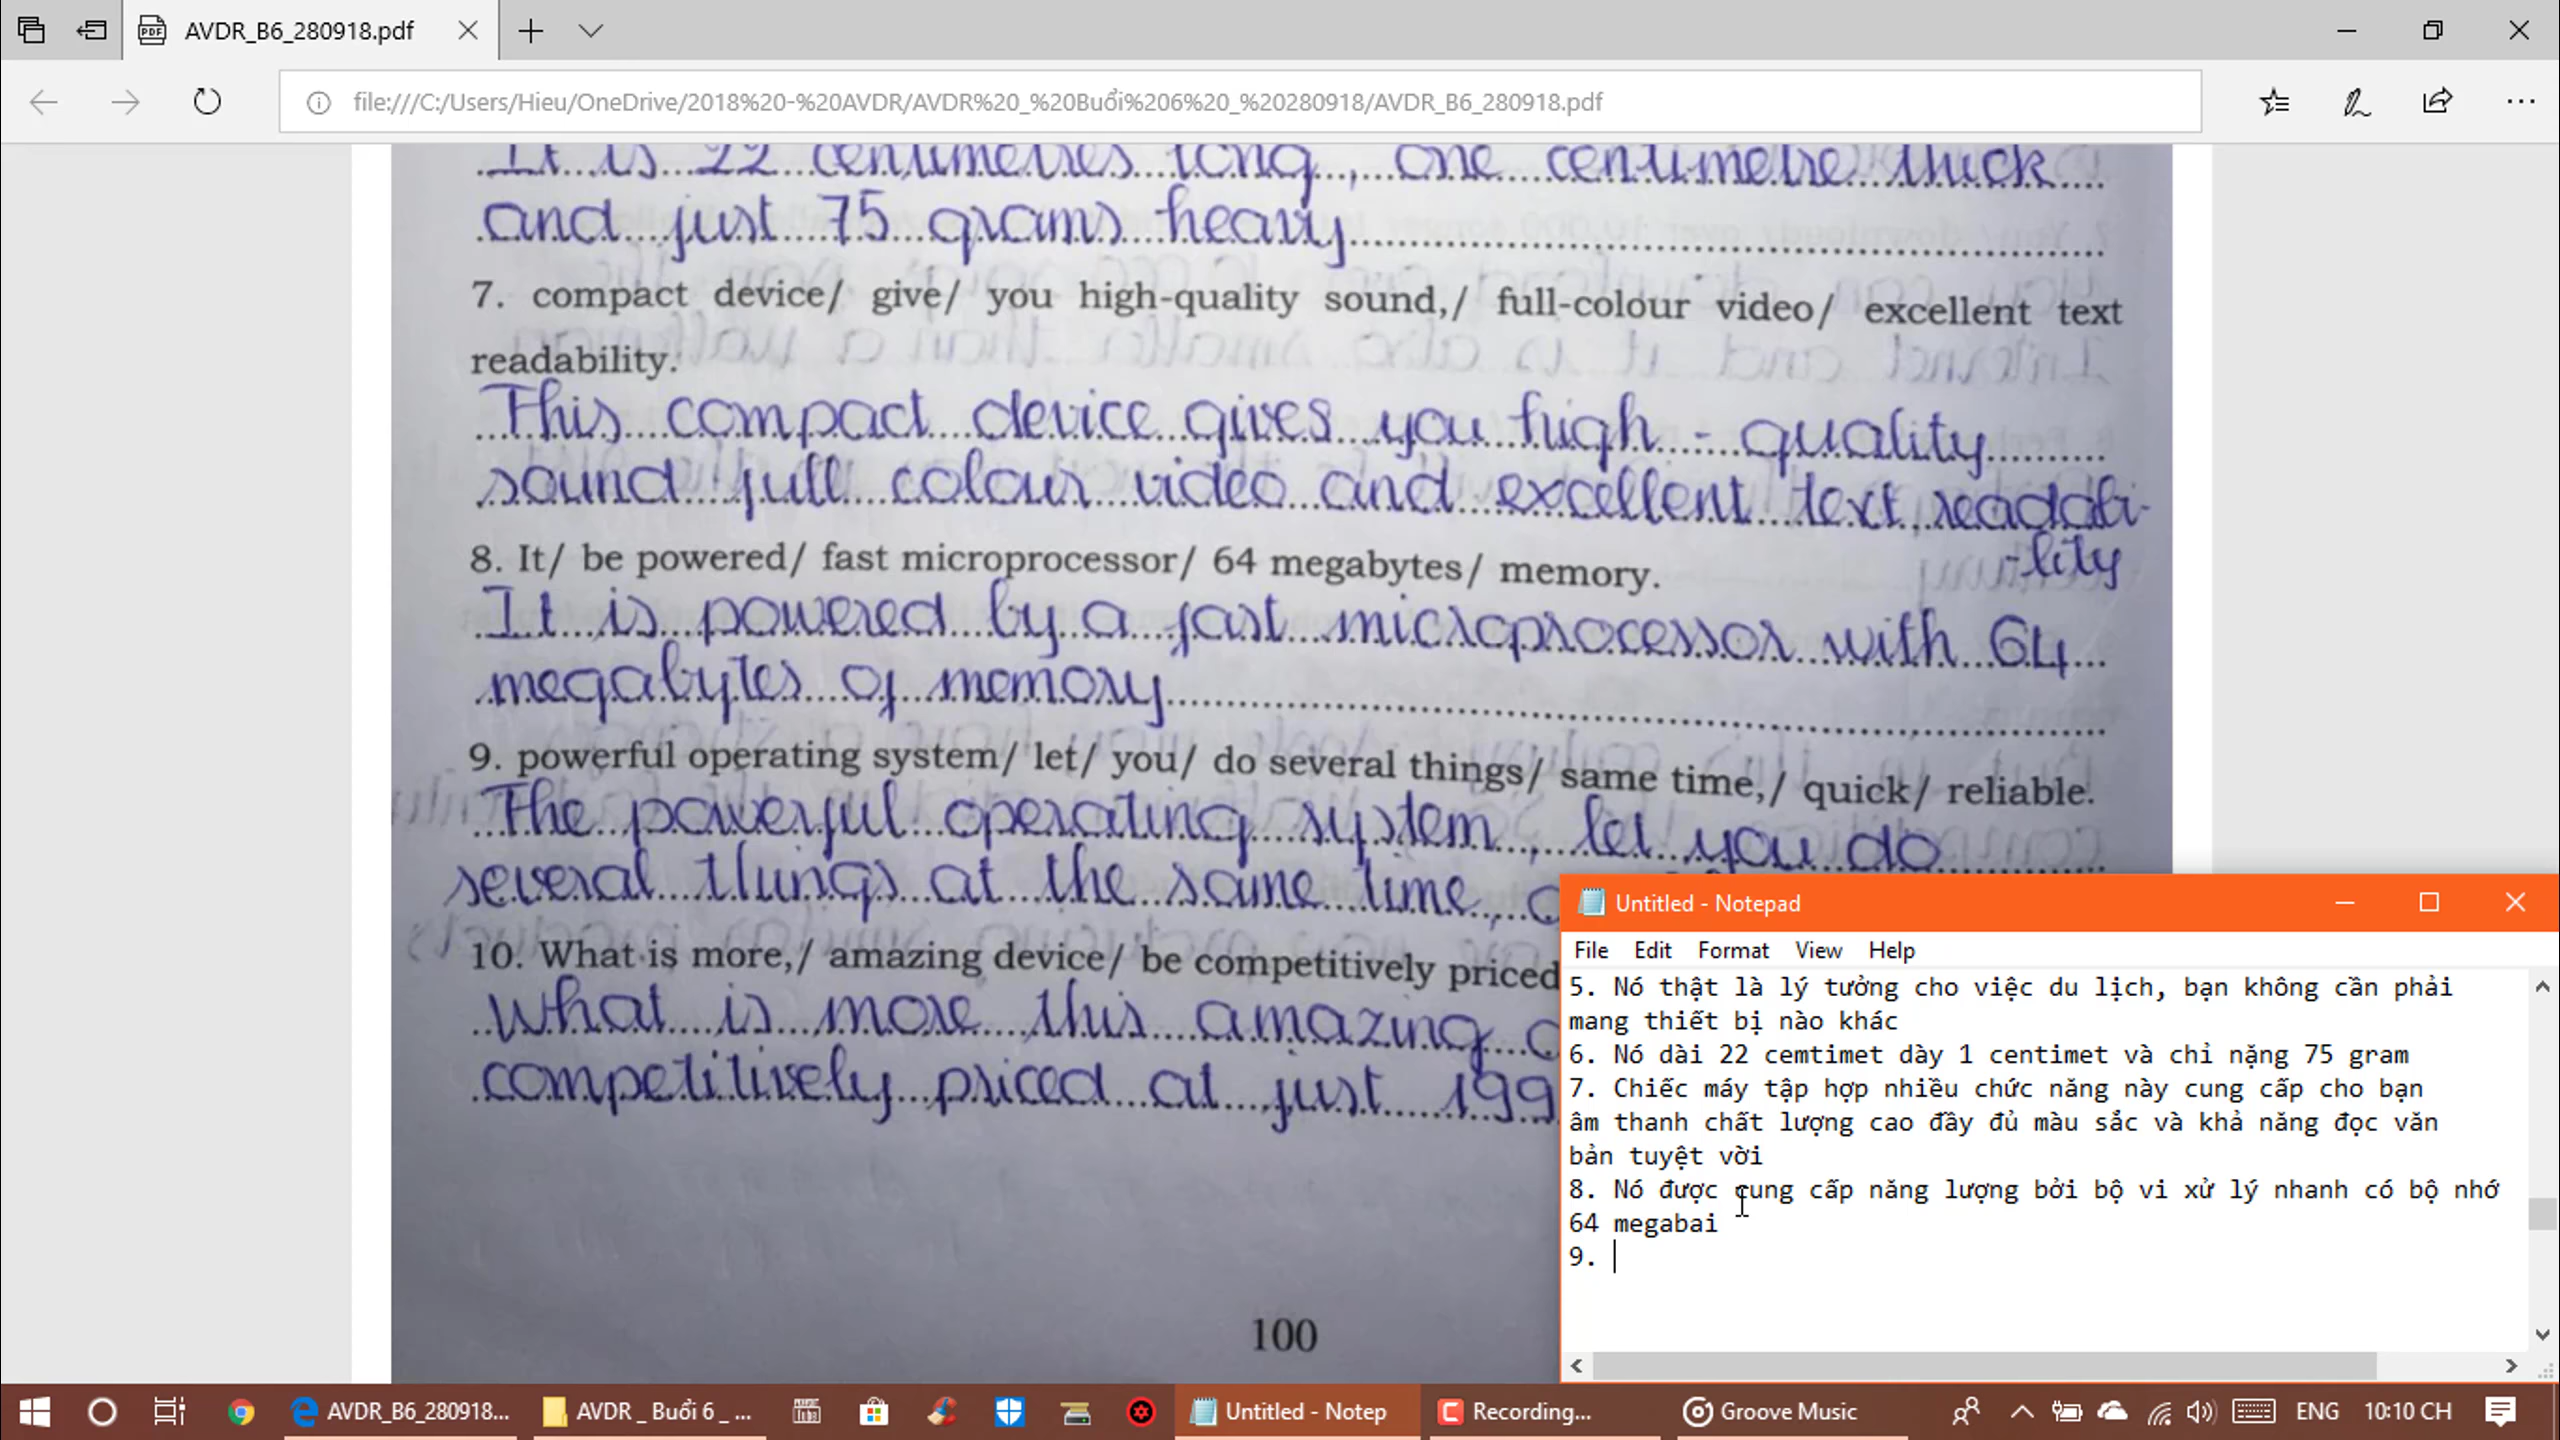 AVDR_B6_280918.pdf
file:///C:/Users/Hieu/OneDrive/2018%20-%20AVDR/AVDR%20_%20Buổi%206%20_%20280918/AVDR_B6_280918.pdf
It is 22 centimetres long, one centimetre thick
and just 75 grams heavy
7. compact device/ give/ you high-quality sound,/ full-colour video/ excellent text
readability.
This compact device gives you high - quality
sound full colour video and excellent text readabi-
-lity
8. It/ be powered/ fast microprocessor/ 64 megabytes/ memory.
It is powered by a fast microprocessor with 64
megabytes of memory
9. powerful operating system/ let/ you/ do several things/ same time,/ quick/ reliable.
The powerful operating system, let you do
several things at the same time,
10. What is more,/ amazing device/ be competitively priced
What is more this amazing
competitively priced at just 199
100
Untitled - Notepad
File Edit Format View Help
5. Nó thật là lý tưởng cho việc du lịch, bạn không cần phải
mang thiết bị nào khác
6. Nó dài 22 cemtimet dày 1 centimet và chỉ nặng 75 gram
7. Chiếc máy tập hợp nhiều chức năng này cung cấp cho bạn
âm thanh chất lượng cao đầy đủ màu sắc và khả năng đọc văn
bản tuyệt vời
8. Nó được cung cấp năng lượng bởi bộ vi xử lý nhanh có bộ nhớ
64 megabai
9.
AVDR_B6_280918... AVDR _ Buổi 6 _ ... Untitled - Notep Recording... Groove Music ENG 10:10 CH